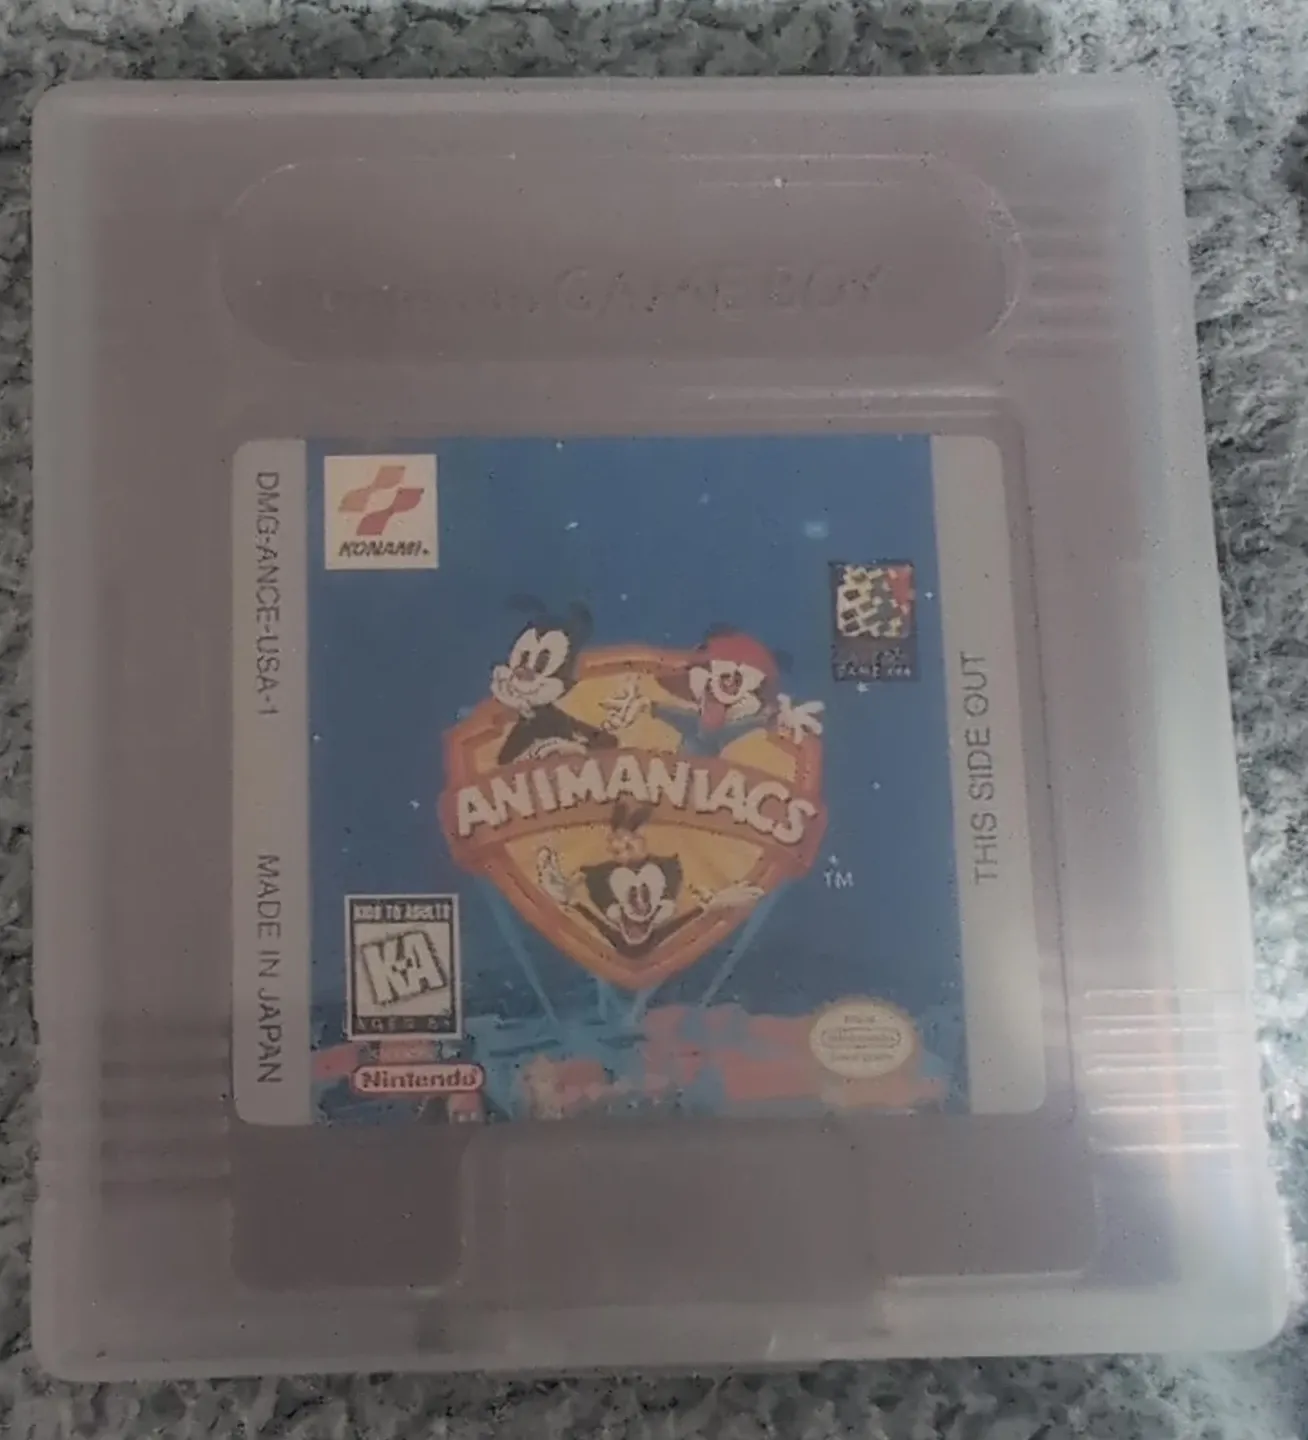 GAME BOY
DMG-ANCE-USA-1
MADE IN JAPAN
KONAMI
ANIMANIACS
TM
KIDS TO ADULTS
K-A
Nintendo
THIS SIDE OUT